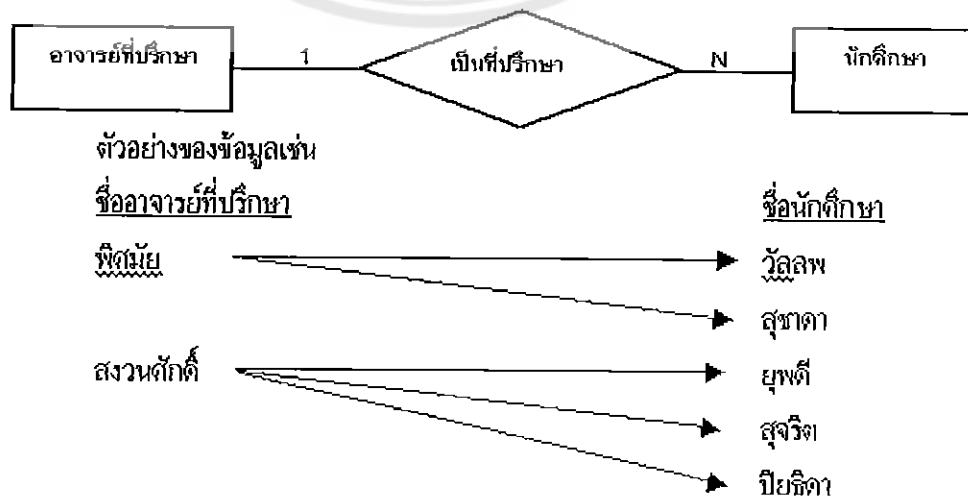 อาจารย์ที่ปรึกษา 1 เป็นที่ปรึกษา N นักศึกษา
ตัวอย่างของข้อมูลเช่น
ชื่ออาจารย์ที่ปรึกษา ชื่อนักศึกษา
พิศมัย วัลลพ
สุชาดา
สงวนศักดิ์ ยุพดี
สุจริต
ปิยธิดา